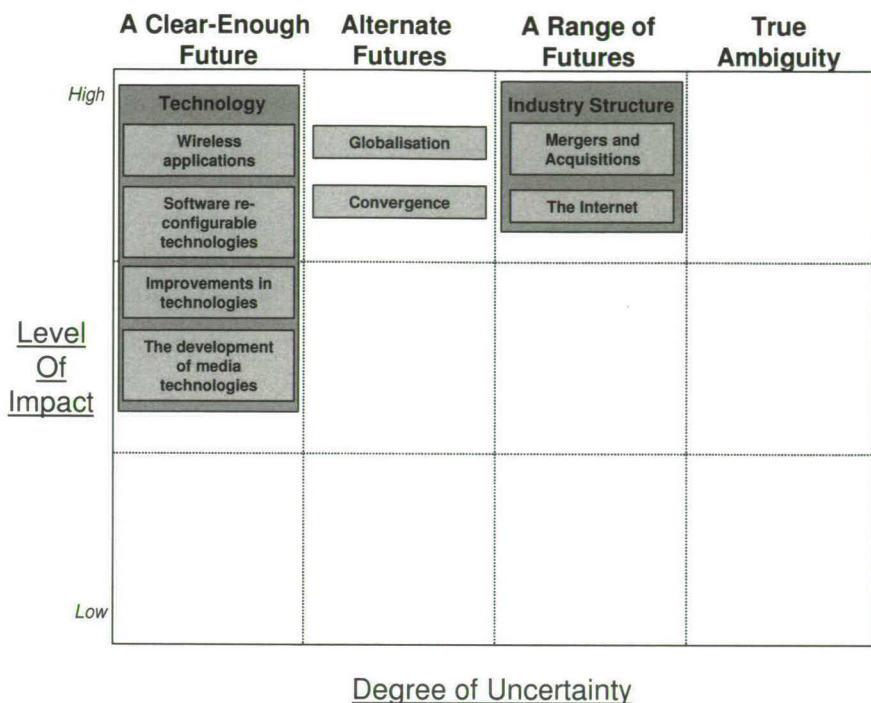 A Clear-Enough
Future
Alternate
Futures
A Range of
Futures
True
Ambiguity
High
Technology
Wireless
applications
Software re-
configurable
technologies
Improvements in
technologies
The development
of media
technologies
Globalisation
Convergence
Industry Structure
Mergers and
Acquisitions
The Internet
Level
Of
Impact
Low
Degree of Uncertainty